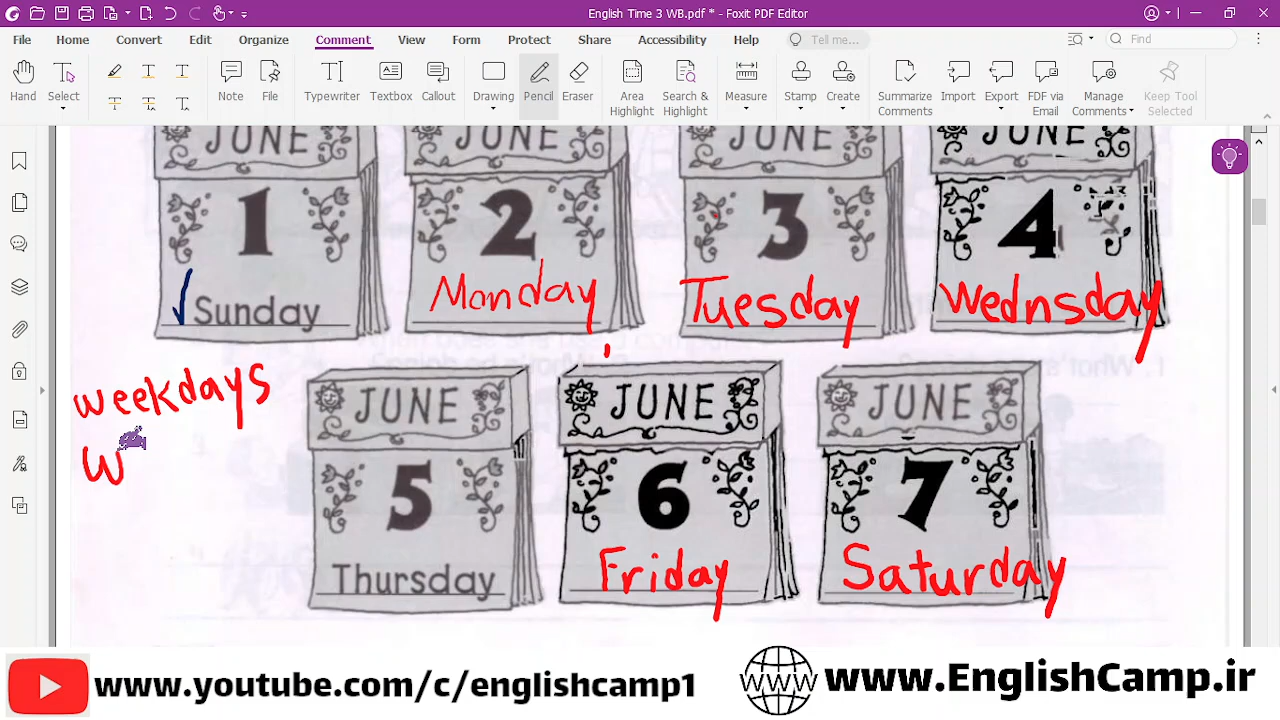 English Time 3 WB.pdf * - Foxit PDF Editor
File Home Convert Edit Organize Comment View Form Protect Share Accessibility Help Tell me... Find
Hand Select Note File Typewriter Textbox Callout Drawing Pencil Eraser Area Highlight Search & Highlight Measure Stamp Create Summarize Comments Import Export FDF via Email Manage Comments Keep Tool Selected
JUNE JUNE JUNE JUNE
1 2 3 4
Sunday Monday Tuesday Wednsday
weekdays
W
JUNE JUNE JUNE
5 6 7
Thursday Friday Saturday
www.youtube.com/c/englishcamp1
WWW www.EnglishCamp.ir